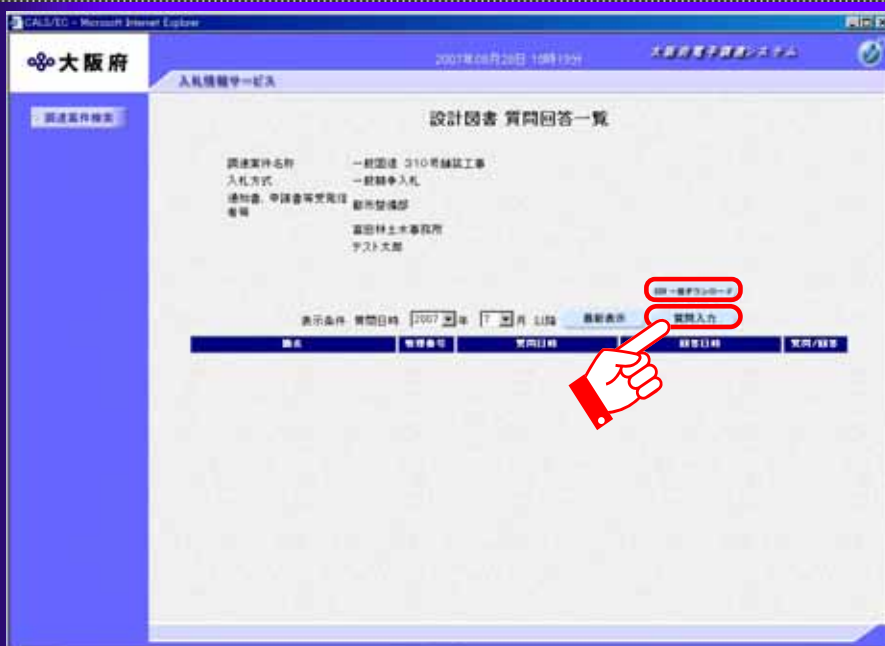 CALS/EC - Microsoft Internet Explorer
大阪府
2007年08月28日 10時19分
大阪府電子調達システム
入札情報サービス
調達案件検索
設計図書 質問回答一覧
調達案件名称 一般国道 310号舗装工事
入札方式 一般競争入札
通知書、申請書等受発注者等 都市整備部
富田林土木事務所
テスト太郎
一括ダウンロード
表示条件 質問日時 2007 年 7 月 以降 最新表示 質問入力
題名 管理番号 質問日時 回答日時 質問/回答